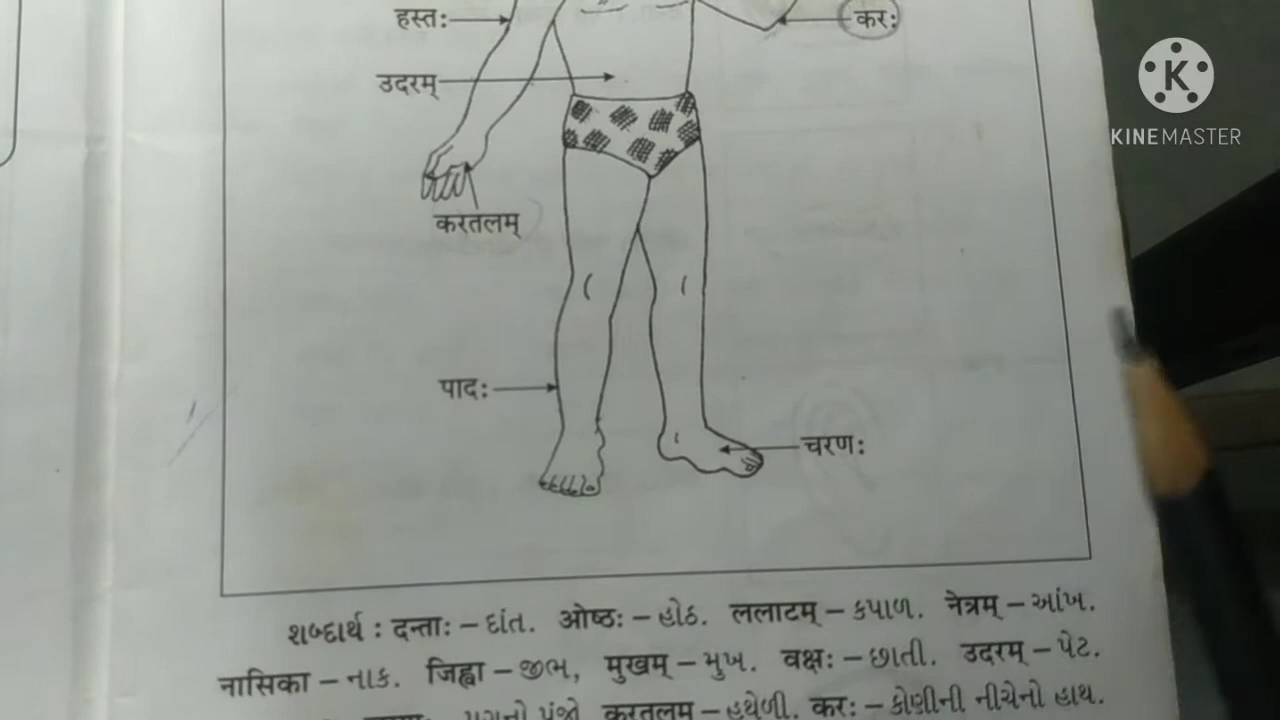 हस्तः
करः
उदरम्
K
KINEMASTER
करतलम्
पादः
चरणः
શબ્દાર્થ : दन्ताः – દાંત. ओष्ठः – હોઠ. ललाटम् – કપાળ. नेत्रम् – આંખ.
नासिका – નાક. जिह्वा – જીભ, मुखम् – મુખ. वक्षः – છાતી. उदरम् – પેટ.
પગનો પંજો करतलम् – હથેળી. करः – કોણીની નીચેનો હાથ.